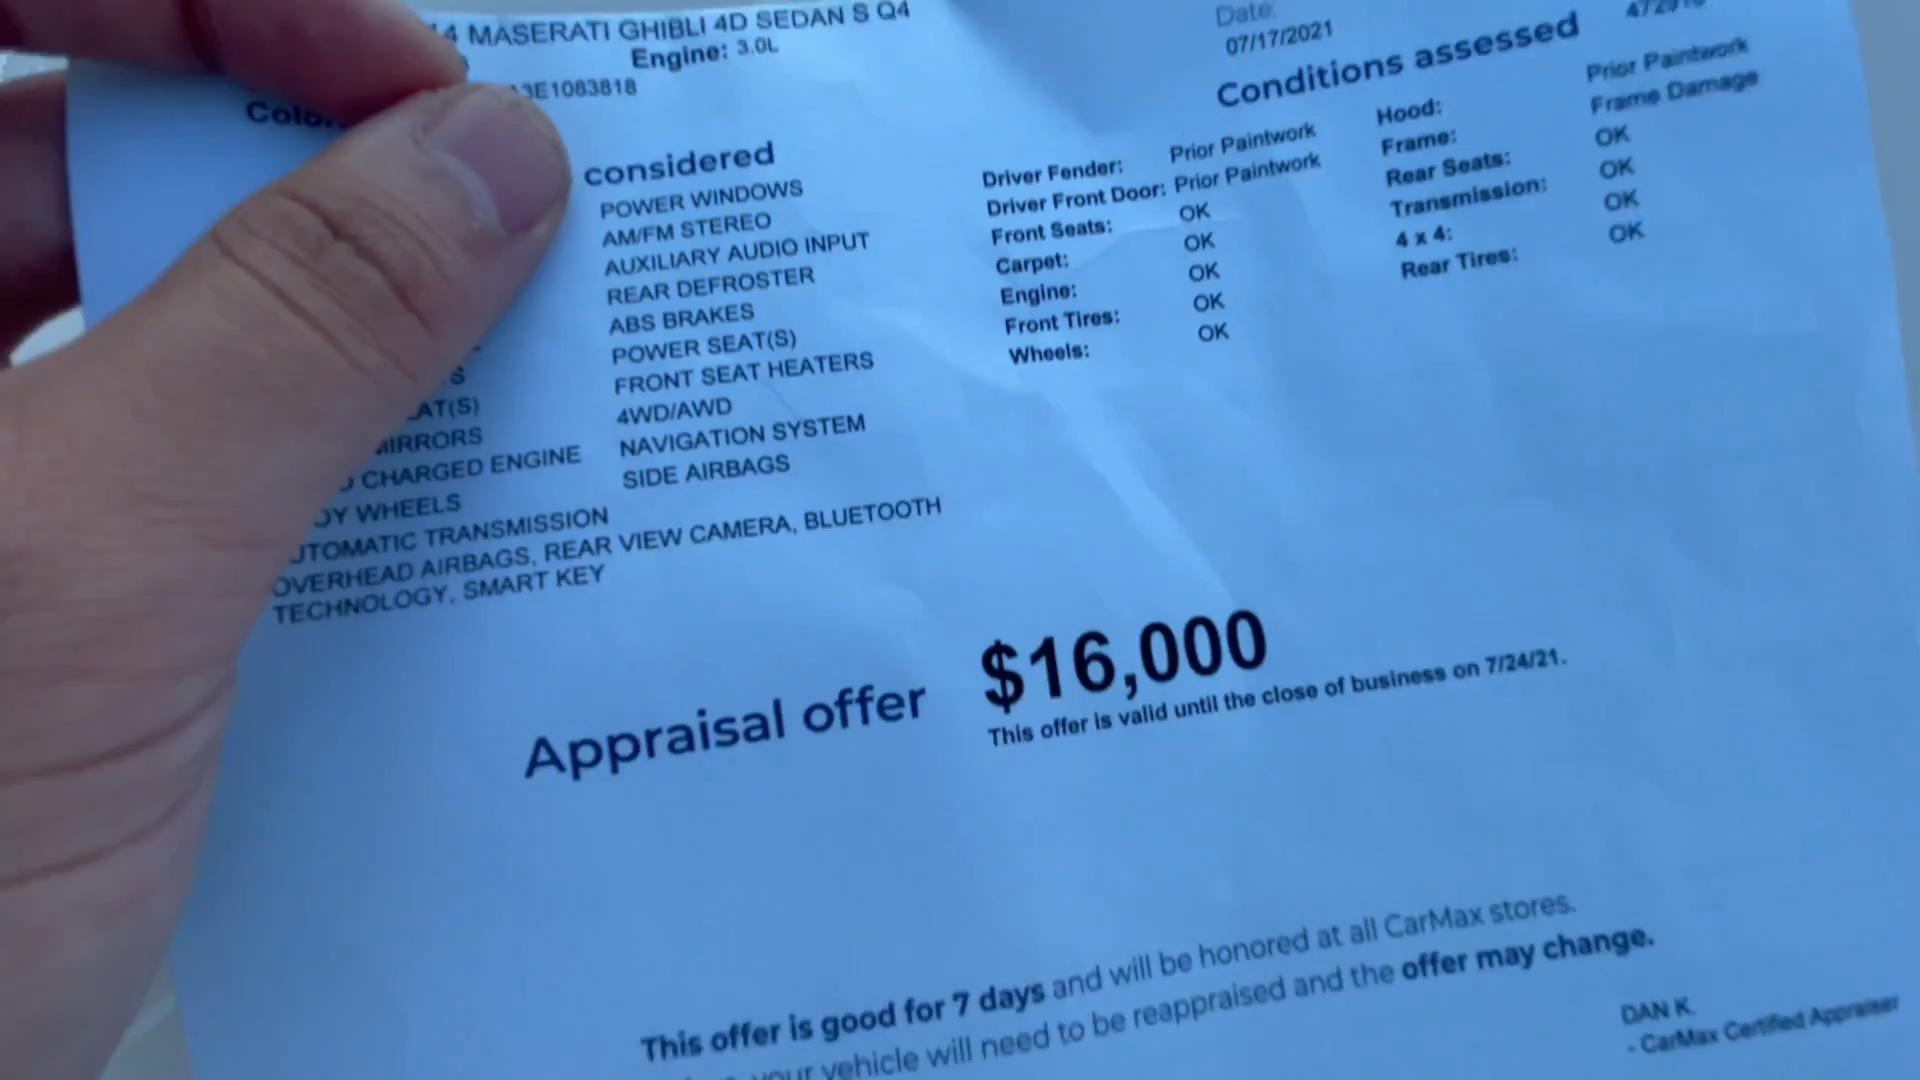 4 MASERATI GHIBLI 4D SEDAN S Q4
Engine: 3.0L
3E1083818
Date:
07/17/2021
Conditions assessed
considered
POWER WINDOWS
AM/FM STEREO
AUXILIARY AUDIO INPUT
REAR DEFROSTER
ABS BRAKES
POWER SEAT(S)
FRONT SEAT HEATERS
4WD/AWD
NAVIGATION SYSTEM
SIDE AIRBAGS
S
AT(S)
MIRRORS
CHARGED ENGINE
OY WHEELS
UTOMATIC TRANSMISSION
OVERHEAD AIRBAGS, REAR VIEW CAMERA, BLUETOOTH
TECHNOLOGY, SMART KEY
Driver Fender: Prior Paintwork
Driver Front Door: Prior Paintwork
Front Seats: OK
Carpet: OK
Engine: OK
Front Tires: OK
Wheels: OK
Hood: Prior Paintwork
Frame: Frame Damage
Rear Seats: OK
Transmission: OK
4 x 4: OK
Rear Tires: OK
Appraisal offer $16,000
This offer is valid until the close of business on 7/24/21.
This offer is good for 7 days and will be honored at all CarMax stores.
your vehicle will need to be reappraised and the offer may change.
DAN K.
- CarMax Certified Appraiser